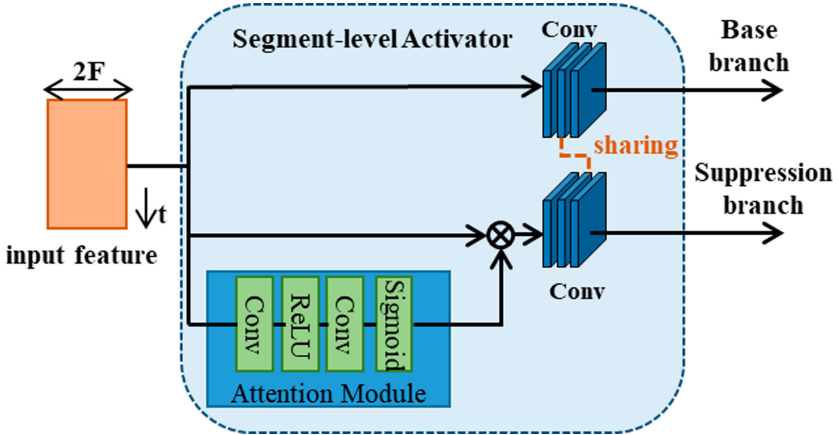 Segment-level Activator
Conv
Base
branch
2F
sharing
t
input feature
Suppression
branch
Conv
Conv
ReLU
Conv
Sigmoid
Attention Module